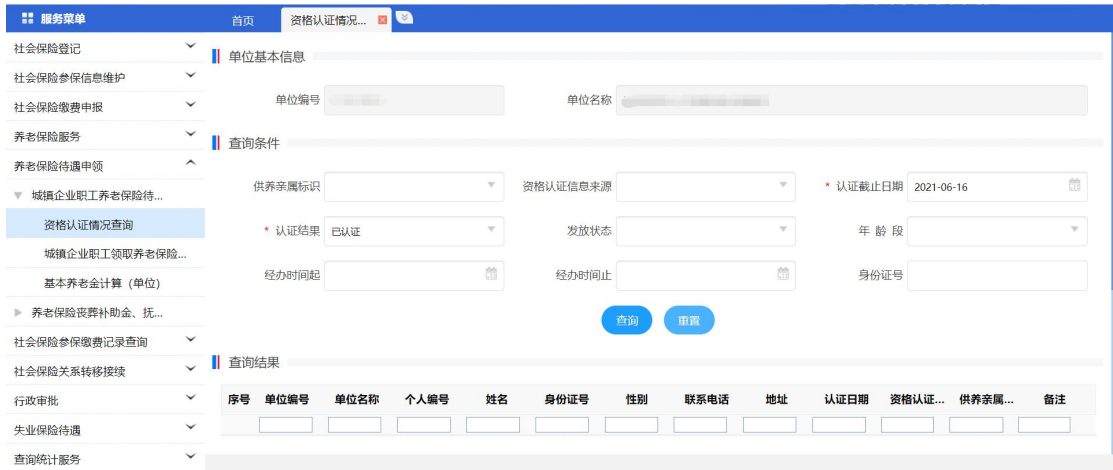 服务菜单
首页
资格认证情况...
社会保险登记
社会保险参保信息维护
社会保险缴费申报
养老保险服务
养老保险待遇申领
城镇企业职工养老保险待...
资格认证情况查询
城镇企业职工领取养老保险...
基本养老金计算（单位）
养老保险丧葬补助金、抚...
社会保险参保缴费记录查询
社会保险关系转移接续
行政审批
失业保险待遇
查询统计服务
单位基本信息
单位编号
单位名称
查询条件
供养亲属标识
资格认证信息来源
* 认证截止日期 2021-06-16
* 认证结果 已认证
发放状态
年 龄 段
经办时间起
经办时间止
身份证号
查询 重置
查询结果
序号 单位编号 单位名称 个人编号 姓名 身份证号 性别 联系电话 地址 认证日期 资格认证... 供养亲属... 备注